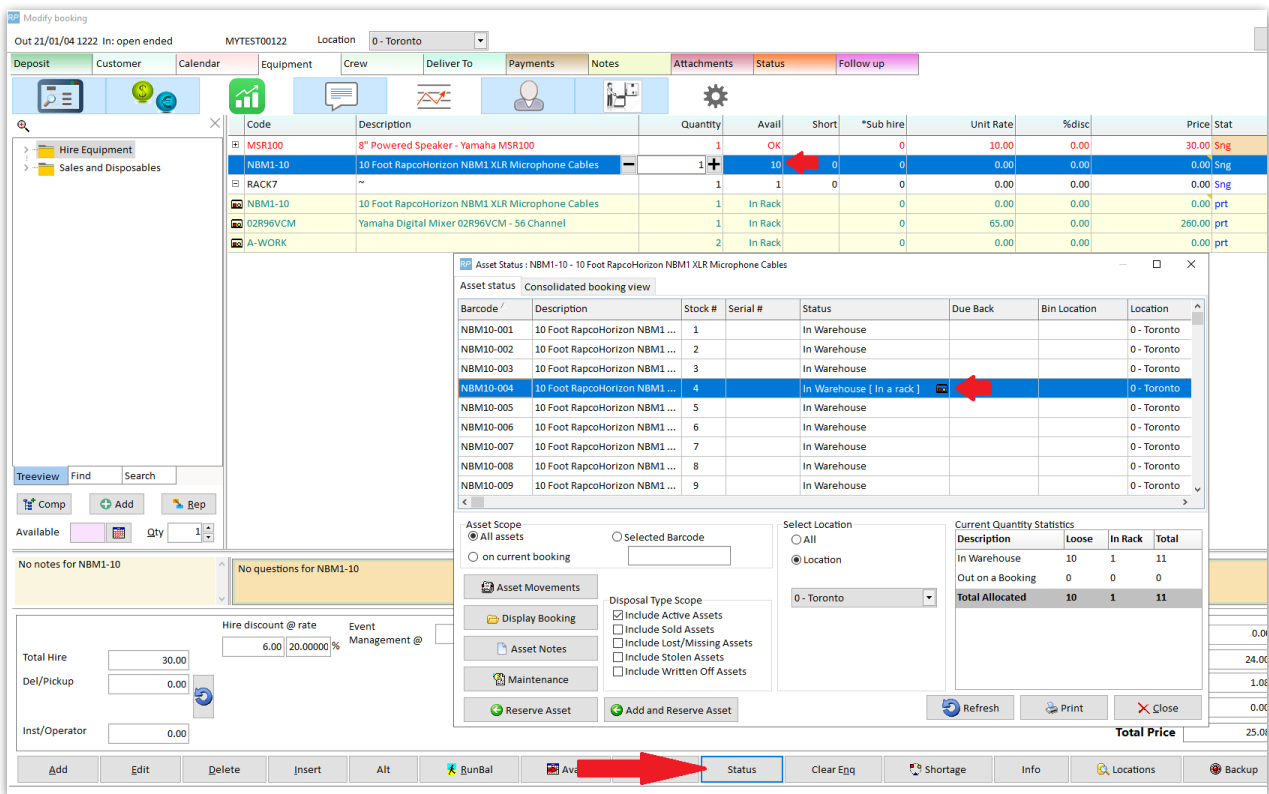 RP Modify booking
Out 21/01/04 1222 In: open ended MYTEST00122 Location 0 - Toronto
Deposit Customer Calendar Equipment Crew Deliver To Payments Notes Attachments Status Follow up
Code Description Quantity Avail Short *Sub hire Unit Rate %disc Price Stat
Hire Equipment
Sales and Disposables
MSR100 8" Powered Speaker - Yamaha MSR100 1 OK 0 10.00 0.00 30.00 Sng
NBM1-10 10 Foot RapcoHorizon NBM1 XLR Microphone Cables 1 10 0 0 0.00 0.00 0.00 Sng
RACK7 ~ 1 1 0 0 0.00 0.00 0.00 Sng
NBM1-10 10 Foot RapcoHorizon NBM1 XLR Microphone Cables 1 In Rack 0 0.00 0.00 0.00 prt
02R96VCM Yamaha Digital Mixer 02R96VCM - 56 Channel 1 In Rack 0 65.00 0.00 260.00 prt
A-WORK 2 In Rack 0 0.00 0.00 0.00 prt
RP Asset Status : NBM1-10 - 10 Foot RapcoHorizon NBM1 XLR Microphone Cables
Asset status Consolidated booking view
Barcode Description Stock # Serial # Status Due Back Bin Location Location
NBM10-001 10 Foot RapcoHorizon NBM1 ... 1 In Warehouse 0 - Toronto
NBM10-002 10 Foot RapcoHorizon NBM1 ... 2 In Warehouse 0 - Toronto
NBM10-003 10 Foot RapcoHorizon NBM1 ... 3 In Warehouse 0 - Toronto
NBM10-004 10 Foot RapcoHorizon NBM1 ... 4 In Warehouse [ In a rack ] 0 - Toronto
NBM10-005 10 Foot RapcoHorizon NBM1 ... 5 In Warehouse 0 - Toronto
NBM10-006 10 Foot RapcoHorizon NBM1 ... 6 In Warehouse 0 - Toronto
NBM10-007 10 Foot RapcoHorizon NBM1 ... 7 In Warehouse 0 - Toronto
NBM10-008 10 Foot RapcoHorizon NBM1 ... 8 In Warehouse 0 - Toronto
NBM10-009 10 Foot RapcoHorizon NBM1 ... 9 In Warehouse 0 - Toronto
Treeview Find Search
Comp Add Rep
Available Qty 1
Asset Scope
All assets Selected Barcode
on current booking
Select Location
All
Location
0 - Toronto
Current Quantity Statistics
Description Loose In Rack Total
In Warehouse 10 1 11
Out on a Booking 0 0 0
Total Allocated 10 1 11
Asset Movements
Display Booking
Asset Notes
Maintenance
Reserve Asset Add and Reserve Asset
Disposal Type Scope
Include Active Assets
Include Sold Assets
Include Lost/Missing Assets
Include Stolen Assets
Include Written Off Assets
Refresh Print Close
No notes for NBM1-10
No questions for NBM1-10
Hire discount @ rate Event Management @
6.00 20.00000 %
Total Hire 30.00
Del/Pickup 0.00
Inst/Operator 0.00
24.00
Total Price
Add Edit Delete Insert Alt RunBal Status Clear Enq Shortage Info Locations Backup